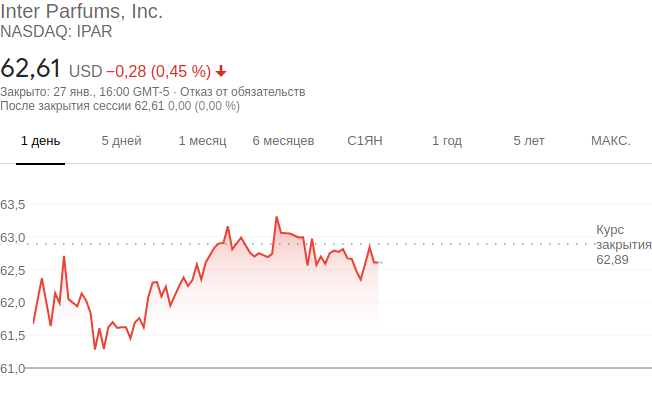 Inter Parfums, Inc.
NASDAQ: IPAR
62,61 USD −0,28 (0,45 %)
Закрыто: 27 янв., 16:00 GMT-5 · Отказ от обязательств
После закрытия сессии 62,61 0,00 (0,00 %)
1 день 5 дней 1 месяц 6 месяцев С1ЯН 1 год 5 лет МАКС.
63,5
63,0
62,5
62,0
61,5
61,0
Курс
закрытия
62,89